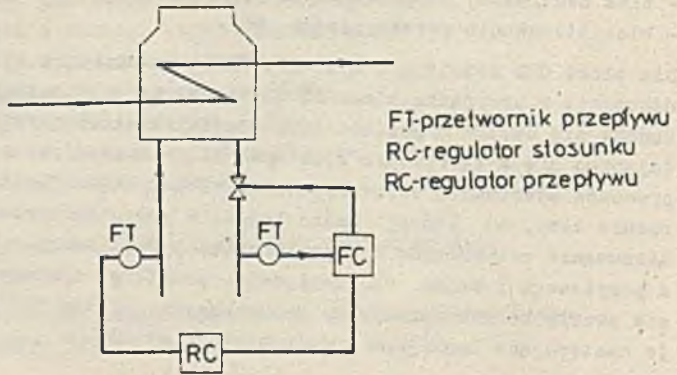 FT-przetwornik przepływu
RC-regulator stosunku
RC-regulator przepływu
FT
FT
FC
RC